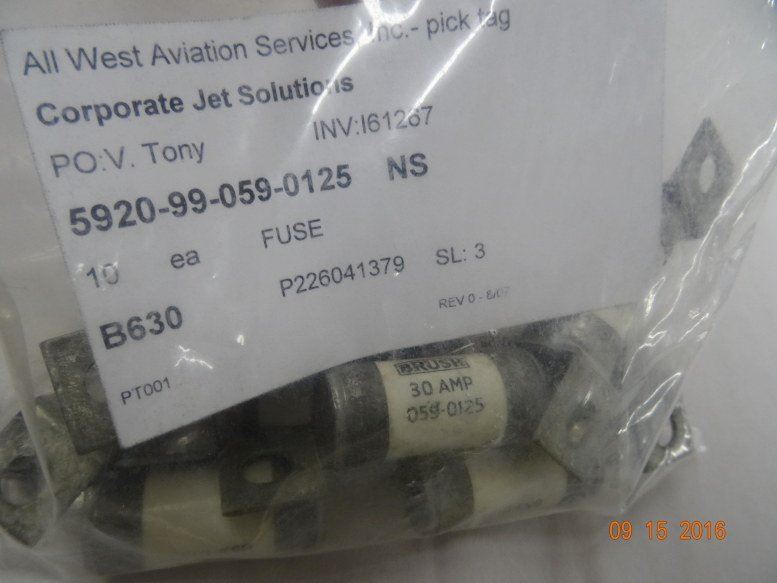 All West Aviation Services, Inc.- pick tag
Corporate Jet Solutions
PO:V. Tony INV:I61267
5920-99-059-0125 NS
10 ea FUSE
B630 P226041379 SL: 3
PT001 REV 0 - 8/07
BRUSH
30 AMP
059-0125
09 15 2016